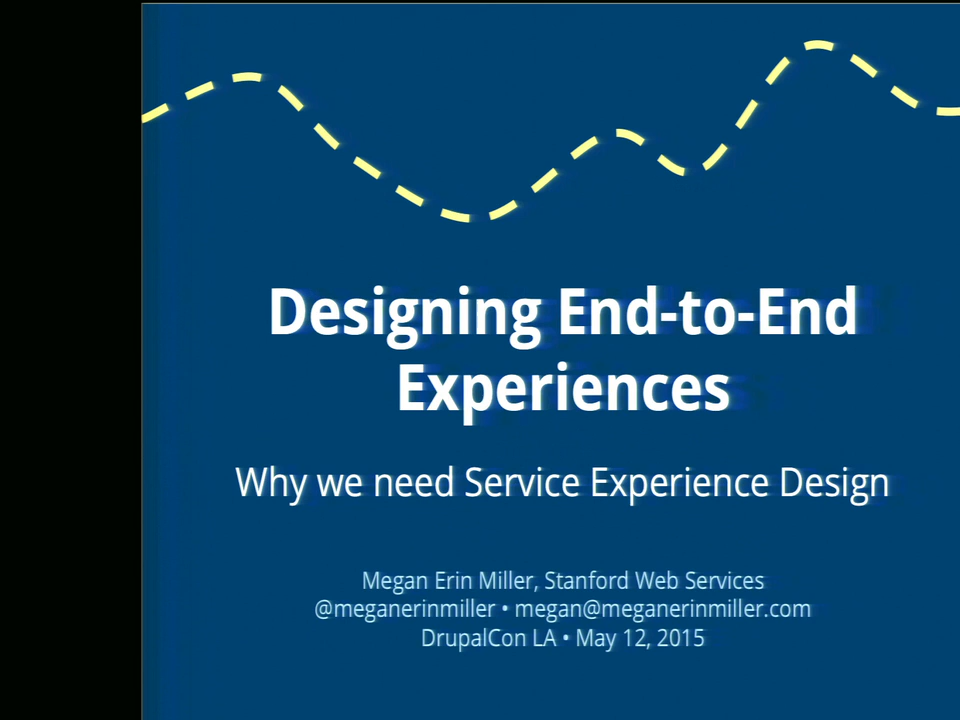 Designing End-to-End
Experiences
Why we need Service Experience Design
Megan Erin Miller, Stanford Web Services
@meganerinmiller • megan@meganerinmiller.com
DrupalCon LA • May 12, 2015